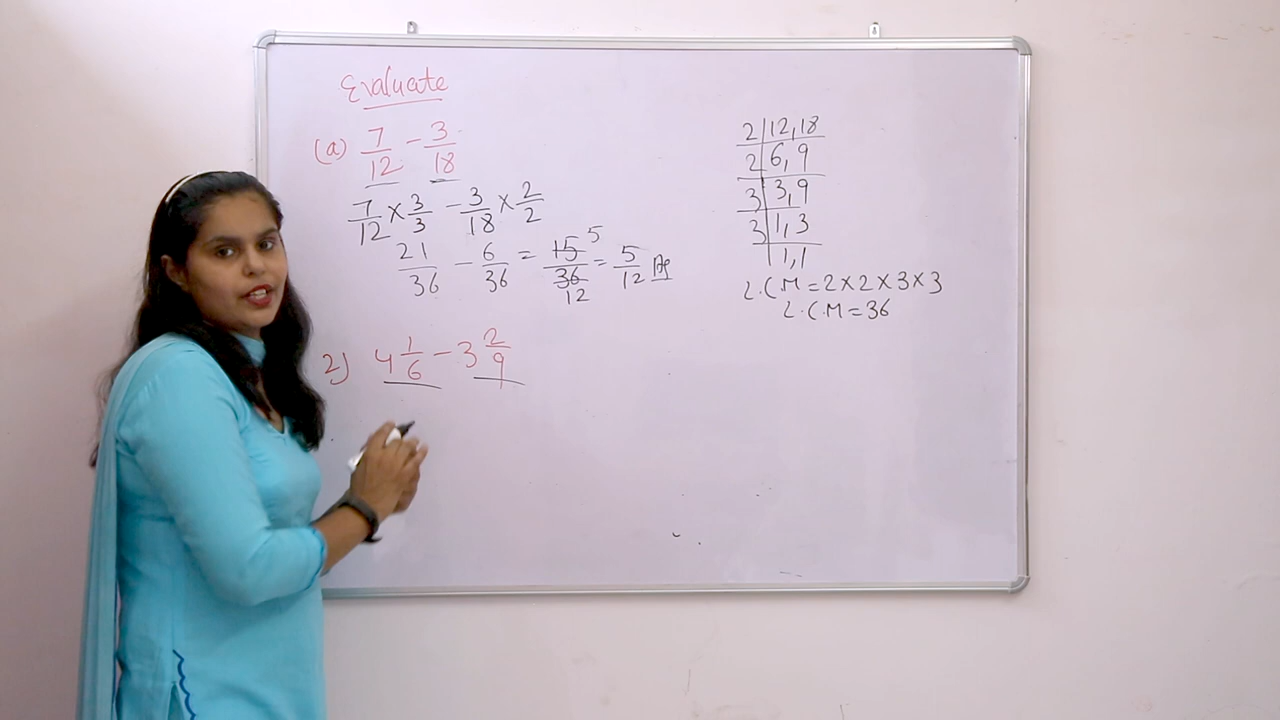 Evaluate
(a) 7/12 - 3/18
7/12 × 3/3 - 3/18 × 2/2
21/36 - 6/36 = 15/36 5 12 = 5/12
2) 4 1/6 - 3 2/9
2 | 12, 18
2 | 6, 9
3 | 3, 9
3 | 1, 3
| 1, 1
L.C.M = 2 × 2 × 3 × 3
L.C.M = 36